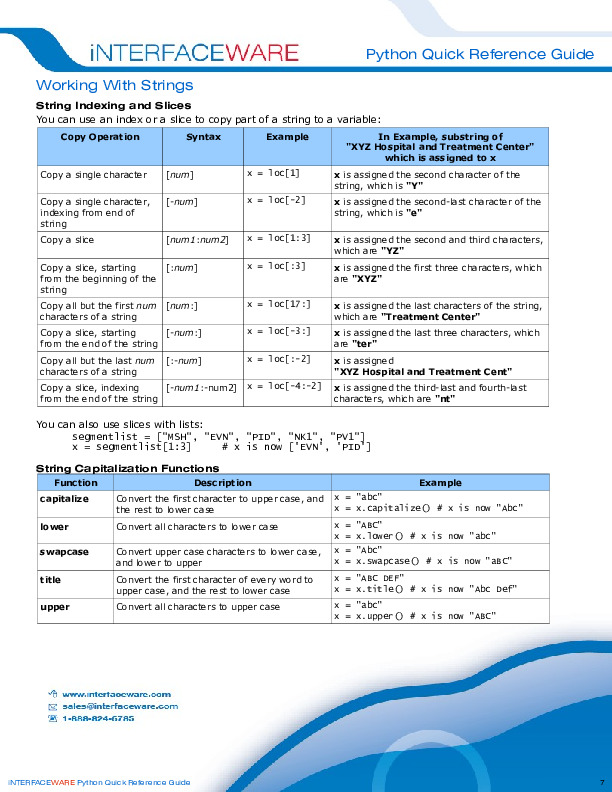 iNTERFACEWARE
Python Quick Reference Guide
Working With Strings
String Indexing and Slices
You can use an index or a slice to copy part of a string to a variable:
Copy Operation Syntax Example In Example, substring of
"XYZ Hospital and Treatment Center"
which is assigned to x
Copy a single character [num] x = loc[1] x is assigned the second character of the
string, which is "Y"
Copy a single character, [-num] x = loc[-2] x is assigned the second-last character of the
indexing from end of string, which is "e"
string
Copy a slice [num1:num2] x = loc[1:3] x is assigned the second and third characters,
which are "YZ"
Copy a slice, starting [:num] x = loc[:3] x is assigned the first three characters, which
from the beginning of the are "XYZ"
string
Copy all but the first num [num:] x = loc[17:] x is assigned the last characters of the string,
characters of a string which are "Treatment Center"
Copy a slice, starting [-num:] x = loc[-3:] x is assigned the last three characters, which
from the end of the string are "ter"
Copy all but the last num [:-num] x = loc[:-2] x is assigned
characters of a string "XYZ Hospital and Treatment Cent"
Copy a slice, indexing [-num1:-num2] x = loc[-4:-2] x is assigned the third-last and fourth-last
from the end of the string characters, which are "nt"
You can also use slices with lists:
segmentlist = ["MSH", "EVN", "PID", "NK1", "PV1"]
x = segmentlist[1:3] # x is now ['EVN', 'PID']
String Capitalization Functions
Function Description Example
capitalize Convert the first character to upper case, and x = "abc"
the rest to lower case x = x.capitalize() # x is now "Abc"
lower Convert all characters to lower case x = "ABC"
x = x.lower() # x is now "abc"
swapcase Convert upper case characters to lower case, x = "Abc"
and lower to upper x = x.swapcase() # x is now "aBC"
title Convert the first character of every word to x = "ABC DEF"
upper case, and the rest to lower case x = x.title() # x is now "Abc Def"
upper Convert all characters to upper case x = "abc"
x = x.upper() # x is now "ABC"
www.interfaceware.com
sales@interfaceware.com
1-888-824-6785
iNTERFACEWARE Python Quick Reference Guide 7